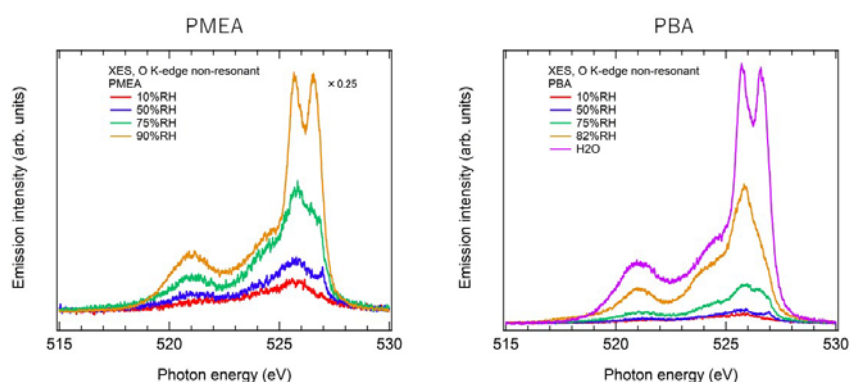 PMEA
Emission intensity (arb. units)
XES, O K-edge non-resonant
PMEA
10%RH
50%RH
75%RH
90%RH
× 0.25
515 520 525 530
Photon energy (eV)
PBA
Emission intensity (arb. units)
XES, O K-edge non-resonant
PBA
10%RH
50%RH
75%RH
82%RH
H2O
515 520 525 530
Photon energy (eV)